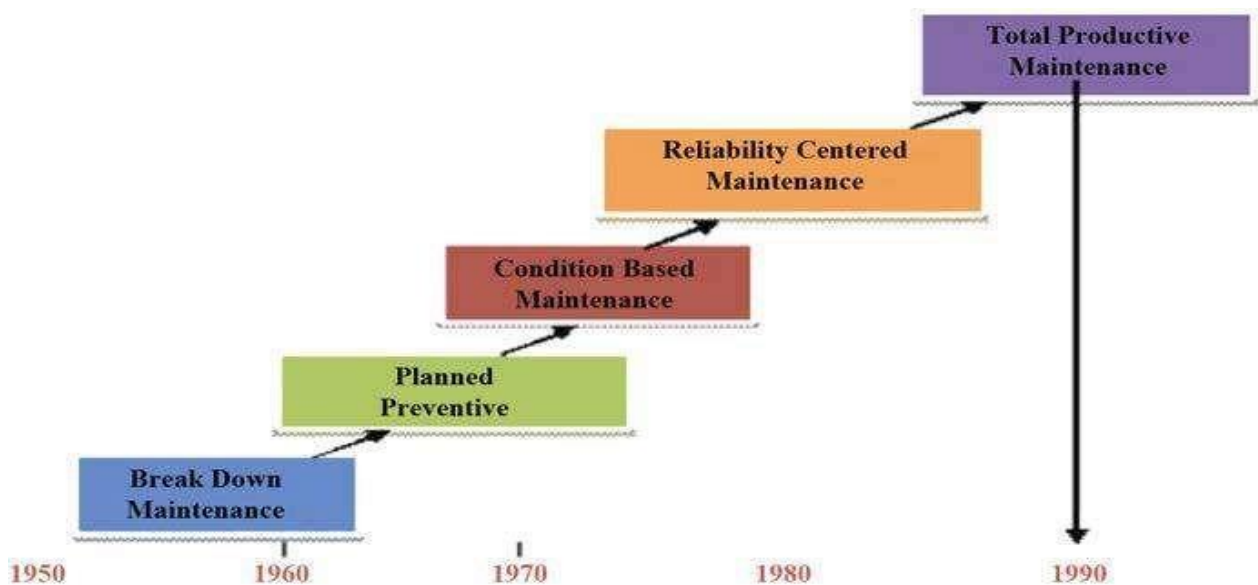 Total Productive
Maintenance
Reliability Centered
Maintenance
Condition Based
Maintenance
Planned
Preventive
Break Down
Maintenance
1950 1960 1970 1980 1990